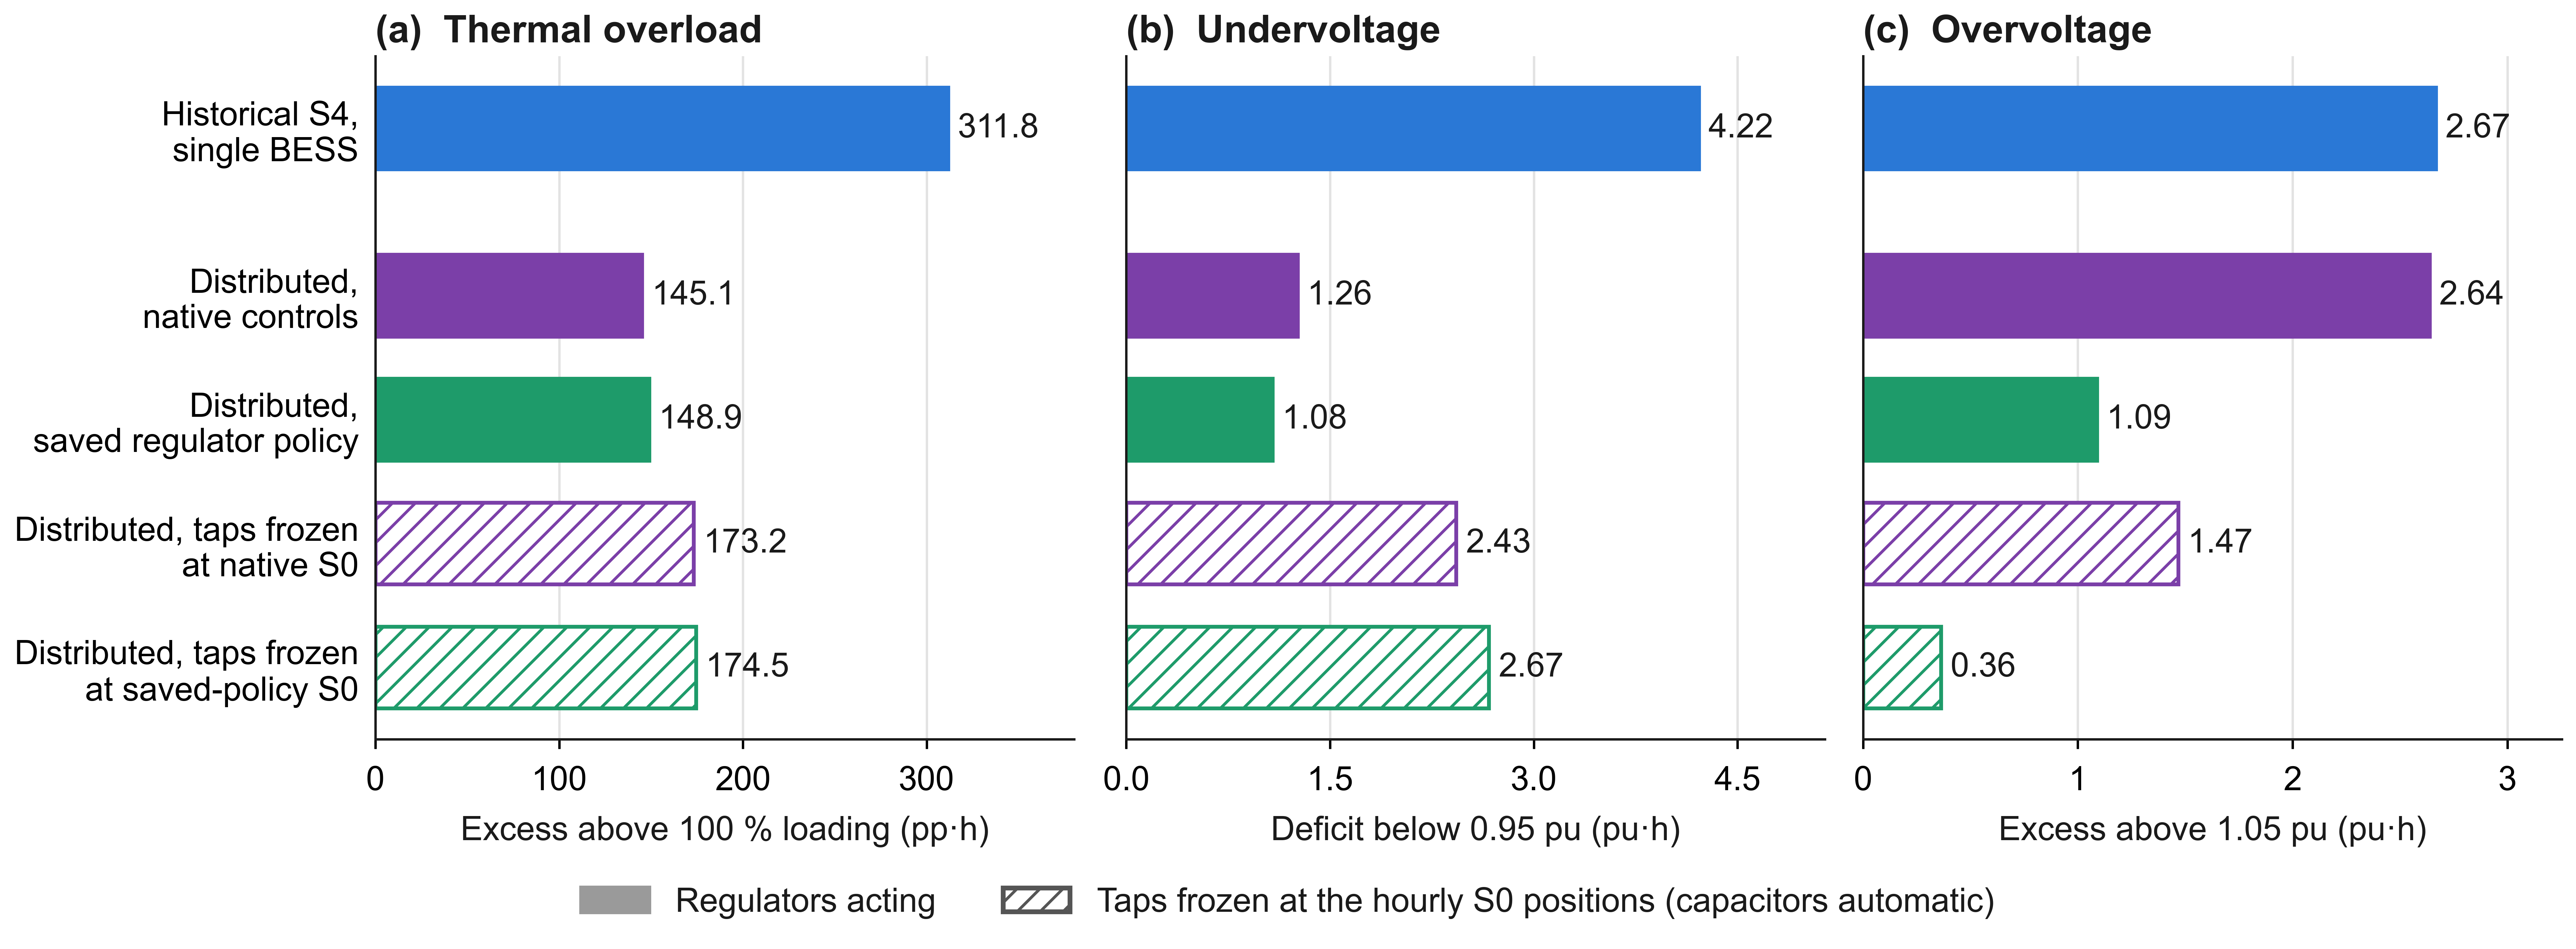 (a) Thermal overload
(b) Undervoltage
(c) Overvoltage
Historical S4,
single BESS
311.8
4.22
2.67
Distributed,
native controls
145.1
1.26
2.64
Distributed,
saved regulator policy
148.9
1.08
1.09
Distributed, taps frozen
at native S0
173.2
2.43
1.47
Distributed, taps frozen
at saved-policy S0
174.5
2.67
0.36
0 100 200 300
0.0 1.5 3.0 4.5
0 1 2 3
Excess above 100 % loading (pp·h)
Deficit below 0.95 pu (pu·h)
Excess above 1.05 pu (pu·h)
Regulators acting
Taps frozen at the hourly S0 positions (capacitors automatic)